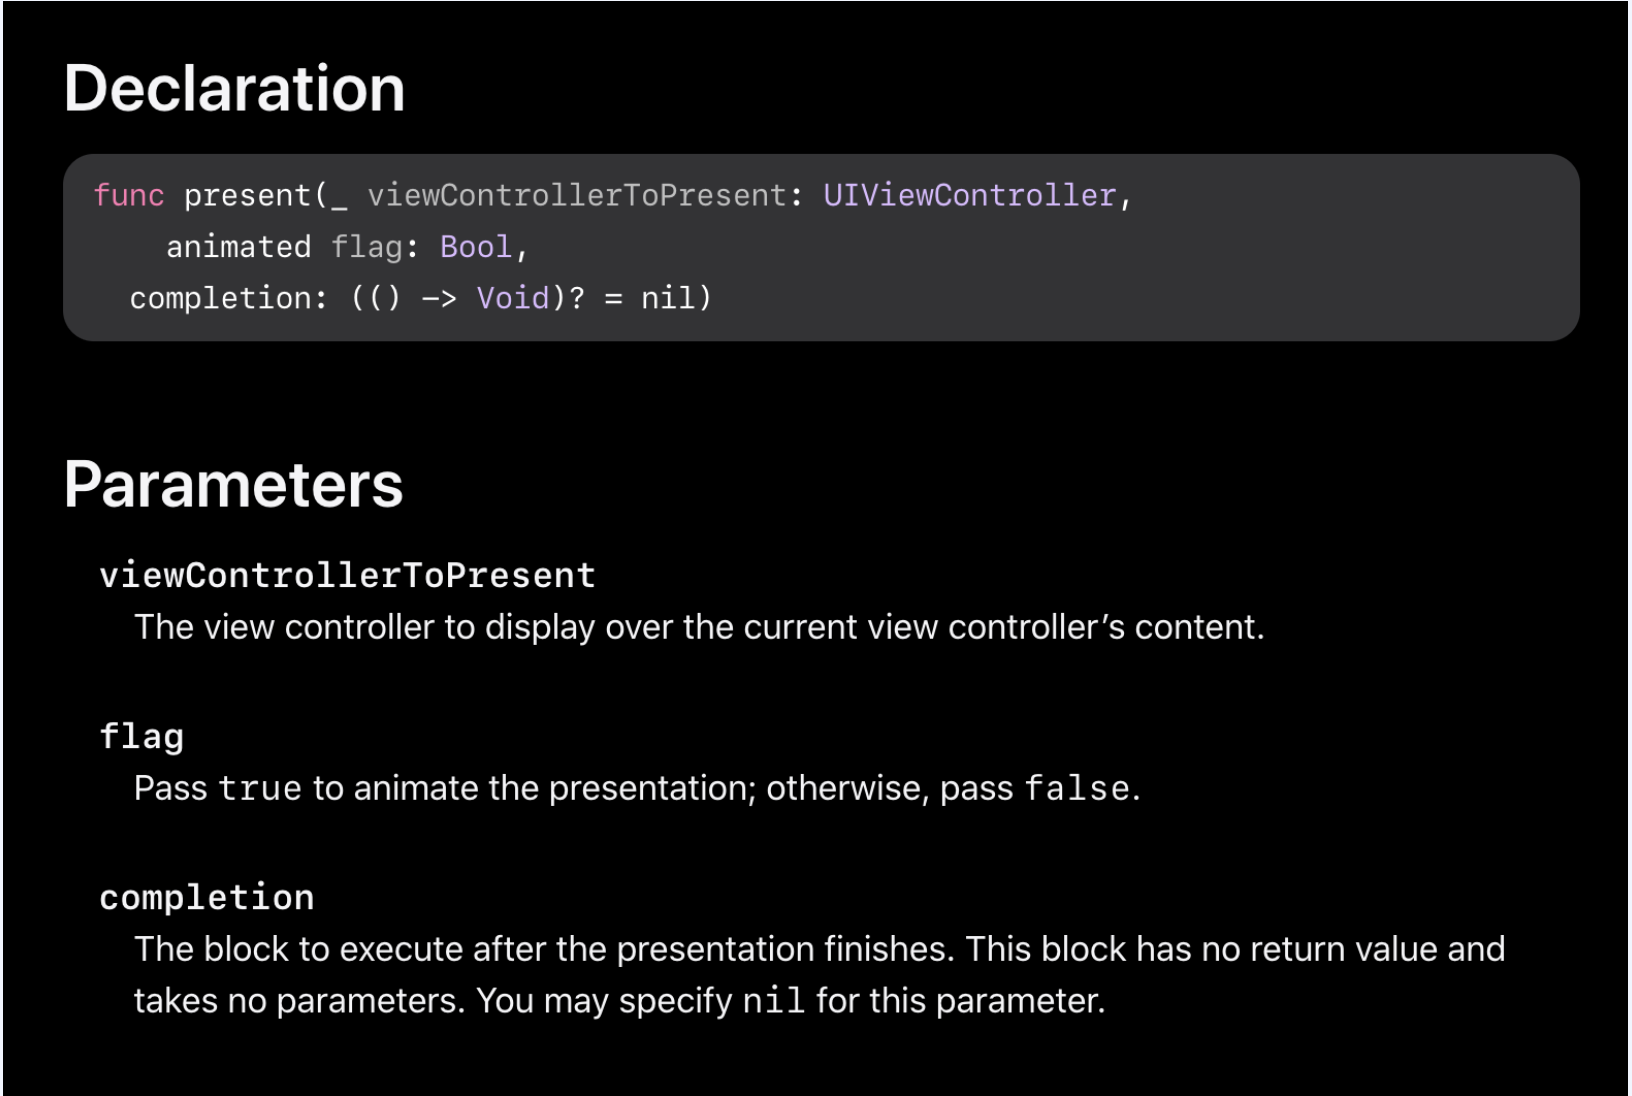 Declaration
func present(_ viewControllerToPresent: UIViewController,
animated flag: Bool,
completion: (() -> Void)? = nil)
Parameters
viewControllerToPresent
The view controller to display over the current view controller’s content.
flag
Pass true to animate the presentation; otherwise, pass false.
completion
The block to execute after the presentation finishes. This block has no return value and
takes no parameters. You may specify nil for this parameter.